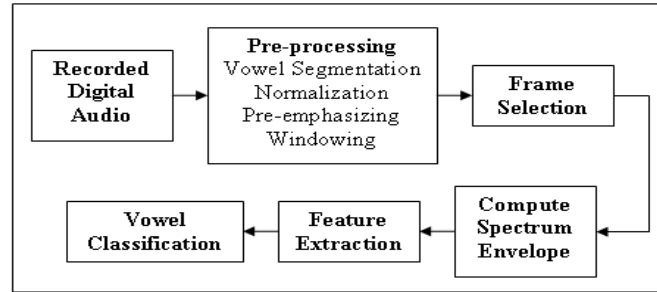 Recorded
Digital
Audio
Pre-processing
Vowel Segmentation
Normalization
Pre-emphasizing
Windowing
Frame
Selection
Compute
Spectrum
Envelope
Feature
Extraction
Vowel
Classification